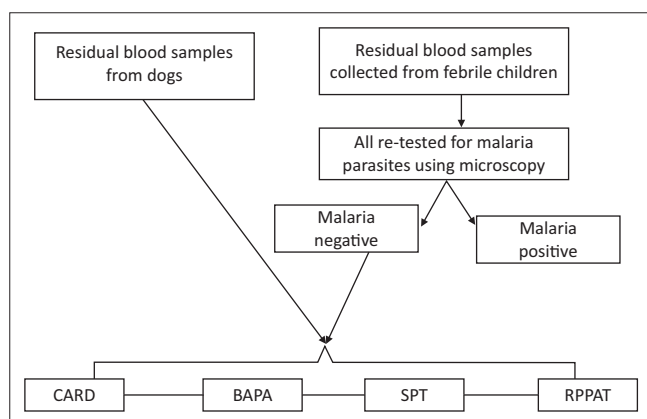 Residual blood samples
from dogs
Residual blood samples
collected from febrile children
All re-tested for malaria
parasites using microscopy
Malaria
negative
Malaria
positive
CARD
BAPA
SPT
RPPAT